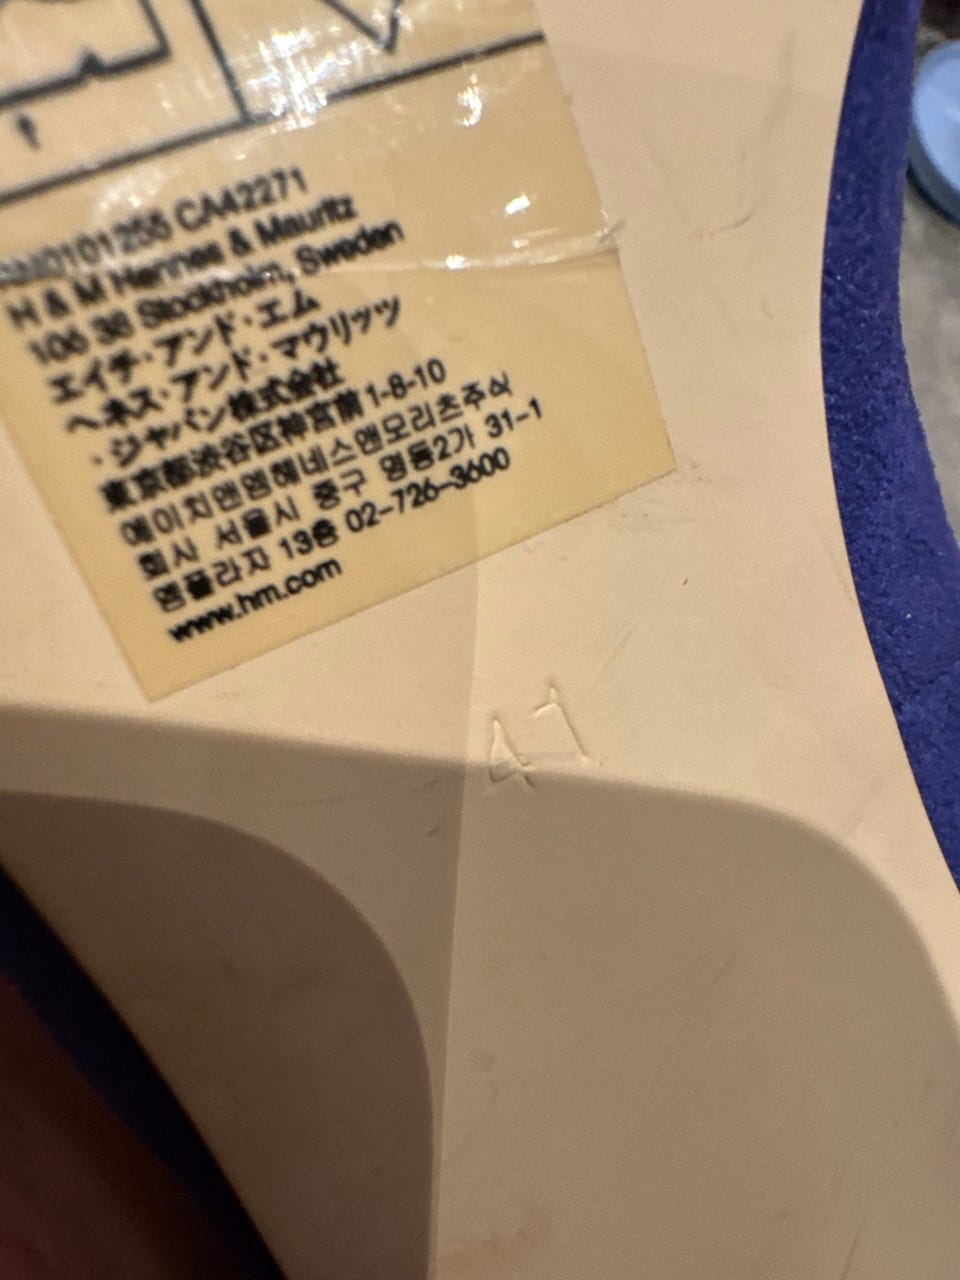 0101255 CA42271
H & M Hennes & Mauritz
106 38 Stockholm, Sweden
エイチ・アンド・エム
ヘネス・アンド・マウリッツ
・ジャパン株式会社
東京都渋谷区神宮前1-8-10
에이치앤엠헤네스앤모리츠주식
회사 서울시 중구 명동2가 31-1
엠플라자 13층 02-726-3600
www.hm.com
41